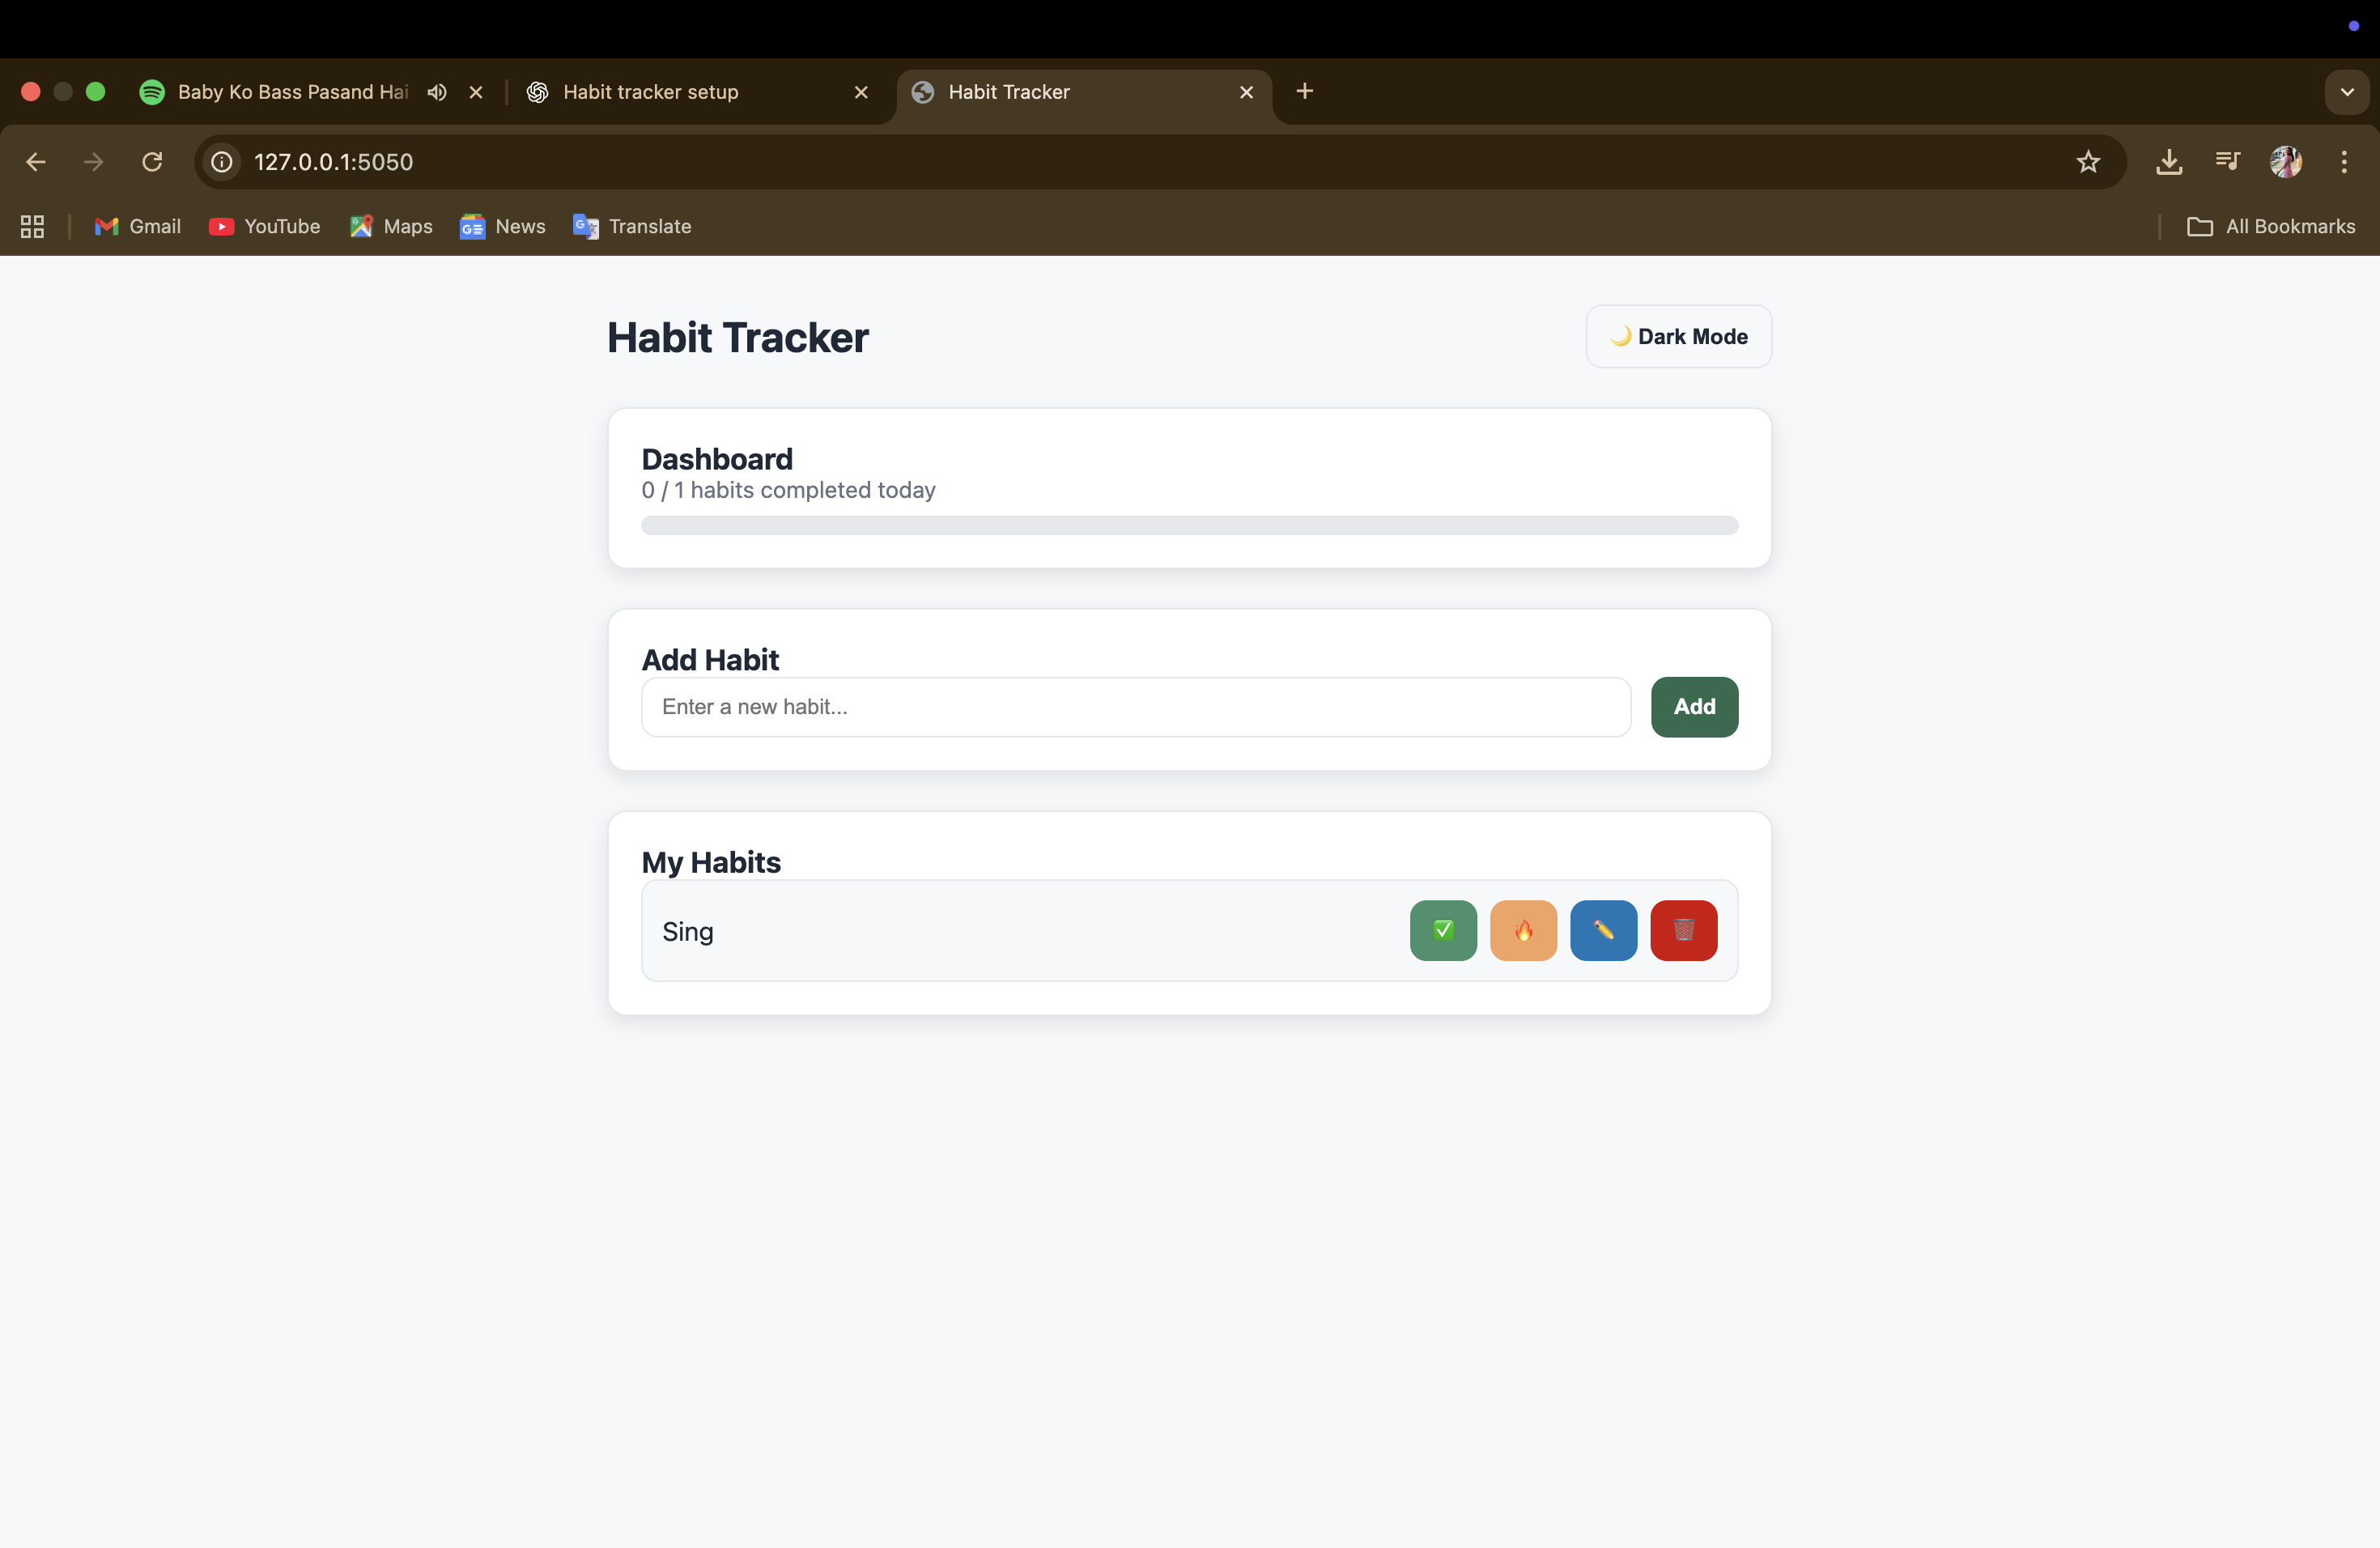 Baby Ko Bass Pasand Hai
Habit tracker setup
Habit Tracker
127.0.0.1:5050
Gmail
YouTube
Maps
News
Translate
All Bookmarks
Habit Tracker
🌙 Dark Mode
Dashboard
0 / 1 habits completed today
Add Habit
Enter a new habit...
Add
My Habits
Sing